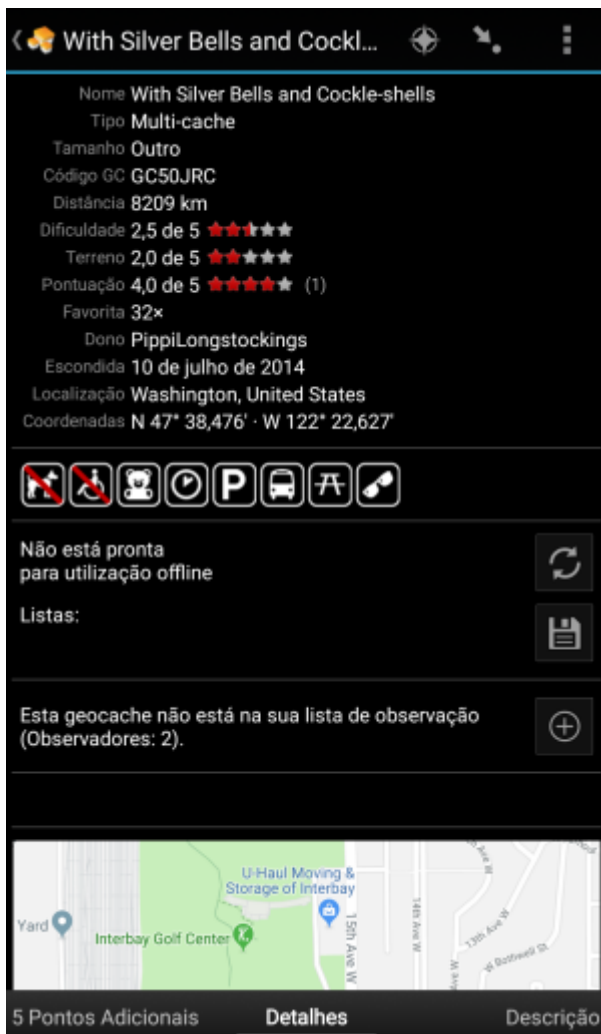 With Silver Bells and Cockl...
Nome With Silver Bells and Cockle-shells
Tipo Multi-cache
Tamanho Outro
Código GC GC50JRC
Distância 8209 km
Dificuldade 2,5 de 5
Terreno 2,0 de 5
Pontuação 4,0 de 5 (1)
Favorita 32×
Dono PippiLongstockings
Escondida 10 de julho de 2014
Localização Washington, United States
Coordenadas N 47° 38,476' · W 122° 22,627'
P
Não está pronta
para utilização offline
Listas:
Esta geocache não está na sua lista de observação
(Observadores: 2).
U-Haul Moving &
Storage of Interbay
Yard
Interbay Golf Center
15th Ave W
14th Ave W
13th Ave W
W Bothwell St
5 Pontos Adicionais
Detalhes
Descrição